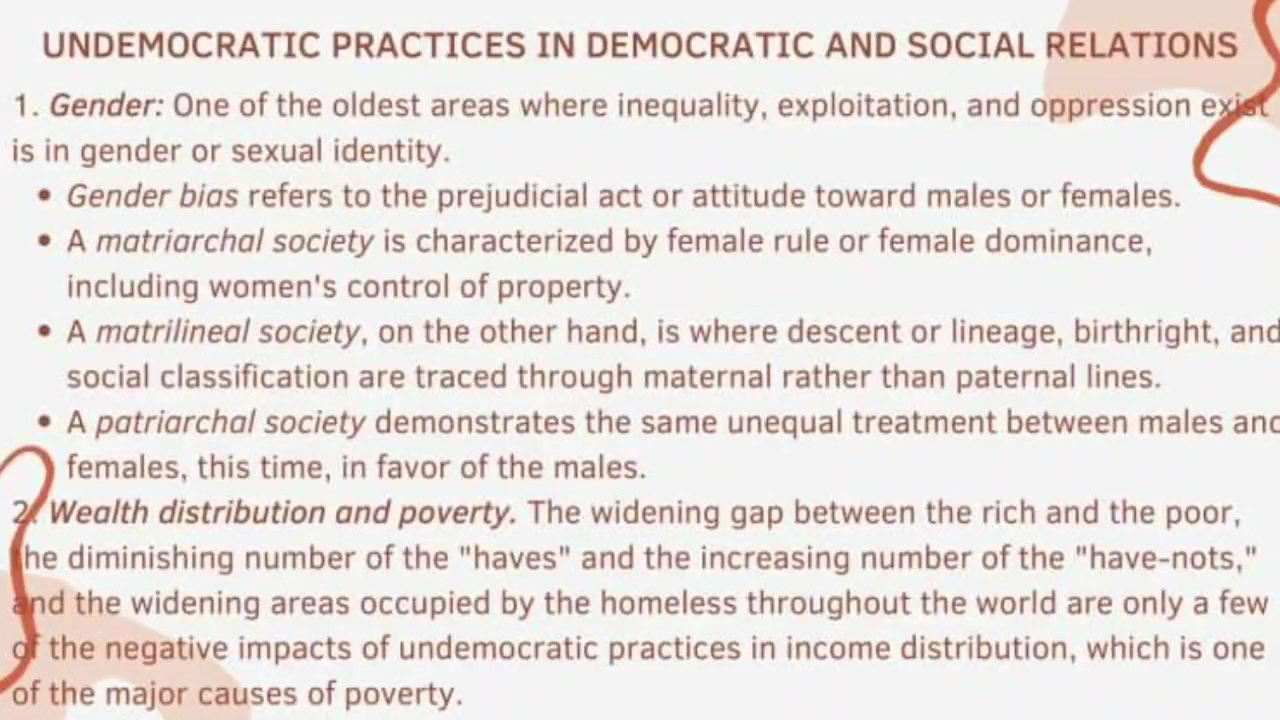 UNDEMOCRATIC PRACTICES IN DEMOCRATIC AND SOCIAL RELATIONS
1. Gender: One of the oldest areas where inequality, exploitation, and oppression exist
is in gender or sexual identity.
• Gender bias refers to the prejudicial act or attitude toward males or females.
• A matriarchal society is characterized by female rule or female dominance,
including women's control of property.
• A matrilineal society, on the other hand, is where descent or lineage, birthright, and
social classification are traced through maternal rather than paternal lines.
• A patriarchal society demonstrates the same unequal treatment between males and
females, this time, in favor of the males.
2. Wealth distribution and poverty. The widening gap between the rich and the poor,
the diminishing number of the "haves" and the increasing number of the "have-nots,"
and the widening areas occupied by the homeless throughout the world are only a few
of the negative impacts of undemocratic practices in income distribution, which is one
of the major causes of poverty.